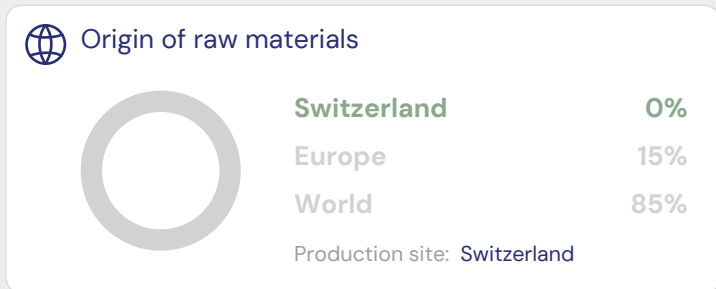 Origin of raw materials
Switzerland 0%
Europe 15%
World 85%
Production site: Switzerland